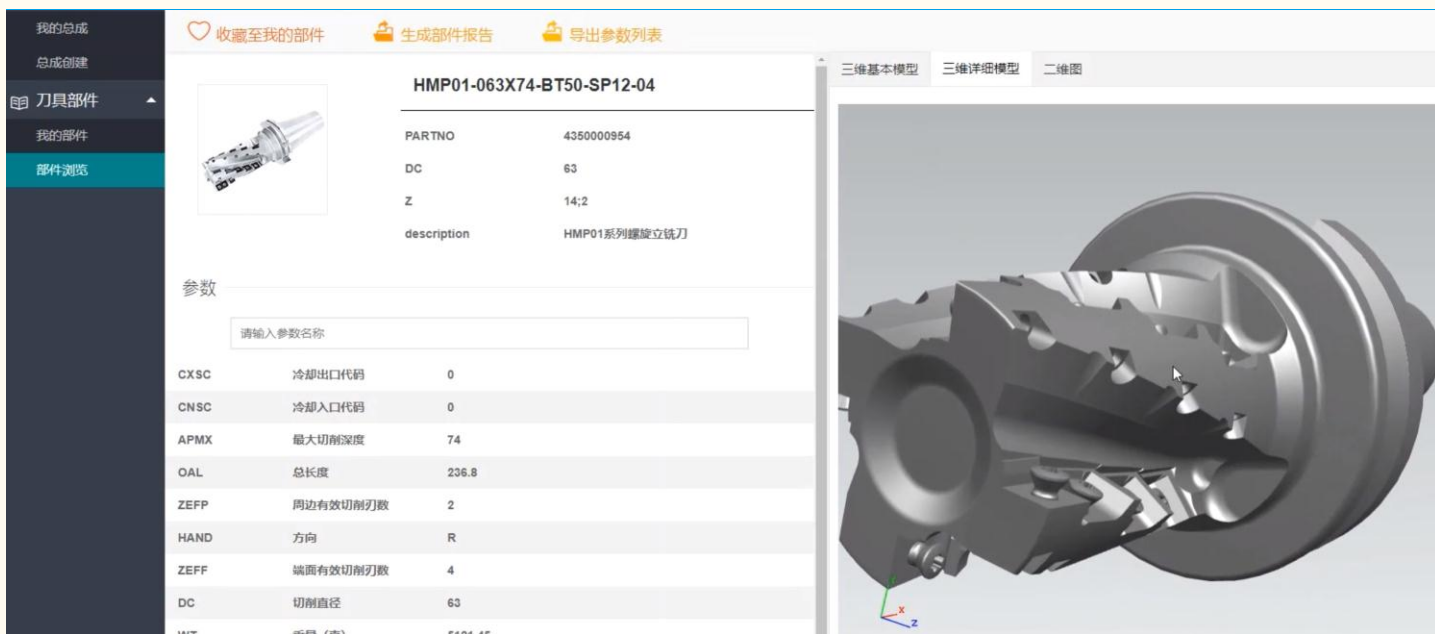 我的总成
总成创建
刀具部件
我的部件
部件浏览
收藏至我的部件 生成部件报告 导出参数列表
HMP01-063X74-BT50-SP12-04
PARTNO 4350000954
DC 63
Z 14;2
description HMP01系列螺旋立铣刀
参数
请输入参数名称
CXSC 冷却出口代码 0
CNSC 冷却入口代码 0
APMX 最大切削深度 74
OAL 总长度 236.8
ZEFP 周边有效切削刃数 2
HAND 方向 R
ZEFF 端面有效切削刃数 4
DC 切削直径 63
三维基本模型 三维详细模型 二维图
X
Z